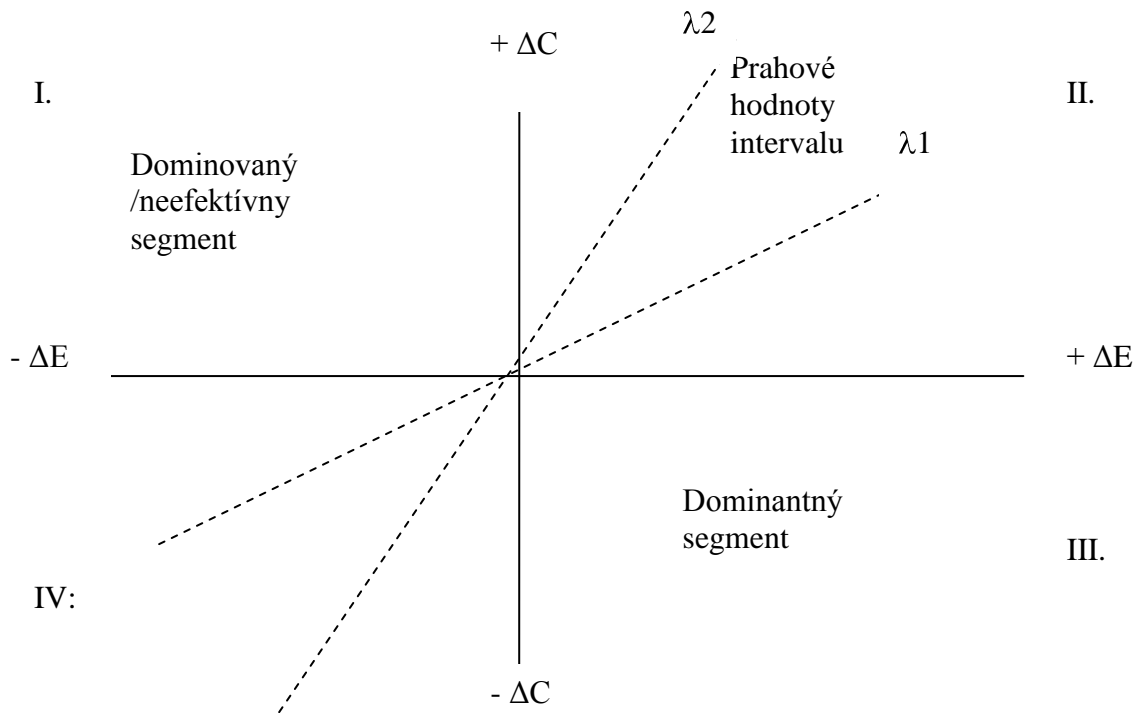 λ2
+ ΔC
Prahové
hodnoty
intervalu
λ1
I.
II.
Dominovaný
/neefektívny
segment
- ΔE
+ ΔE
Dominantný
segment
III.
IV:
- ΔC